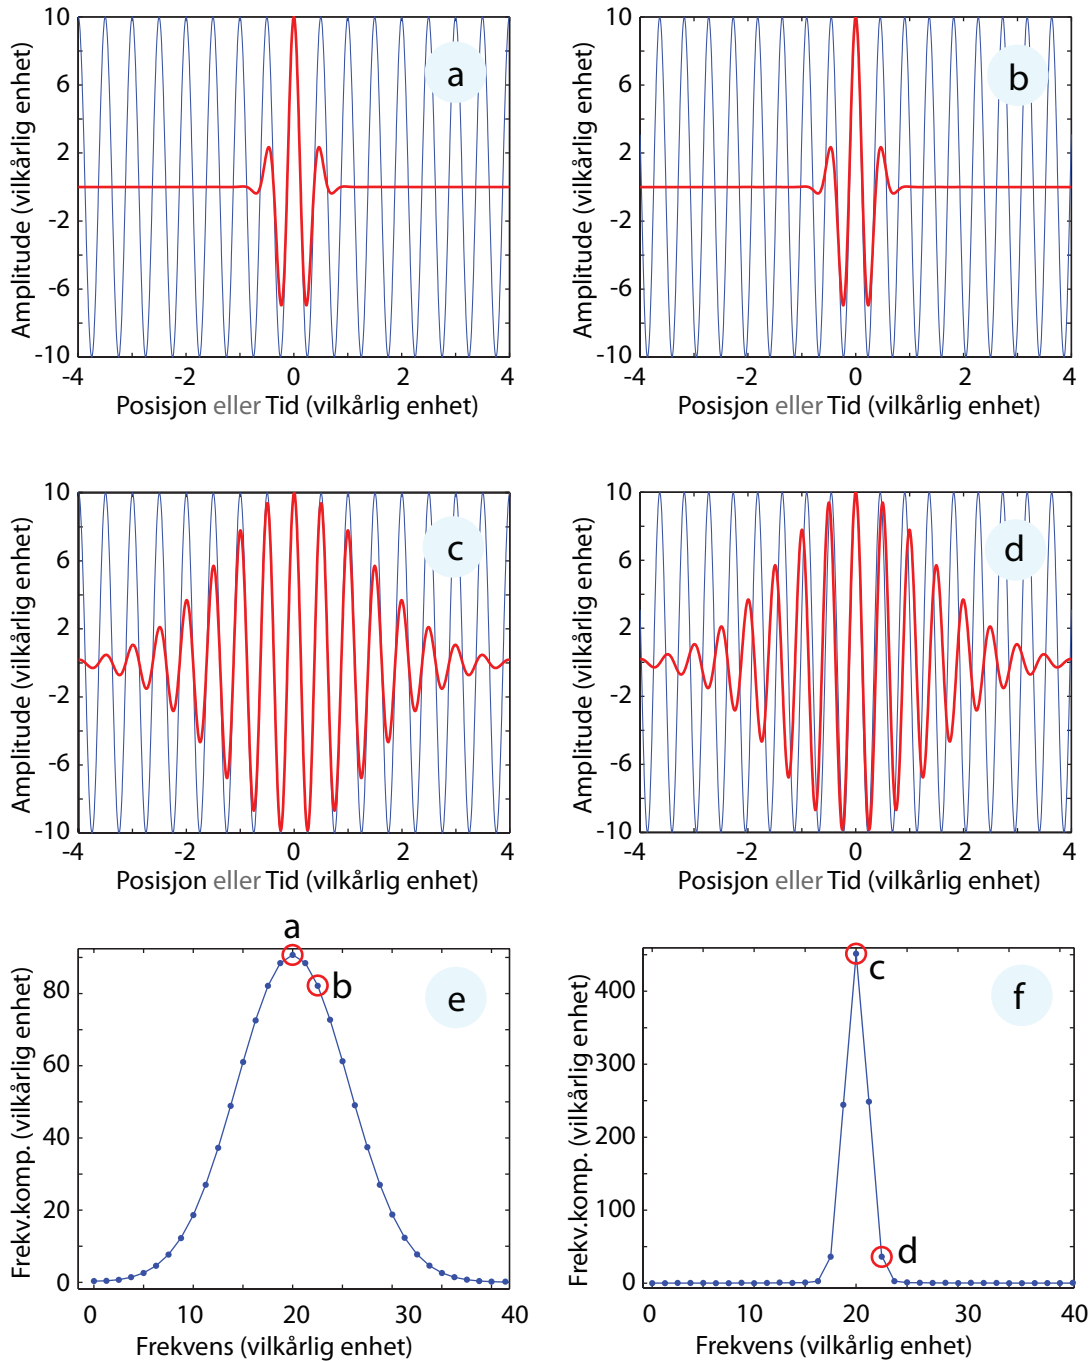 10
6
2
-2
-6
-10
-4
-2
0
2
4
Amplitude (vilkårlig enhet)
Posisjon eller Tid (vilkårlig enhet)
a
10
6
2
-2
-6
-10
-4
-2
0
2
4
Amplitude (vilkårlig enhet)
Posisjon eller Tid (vilkårlig enhet)
b
10
6
2
-2
-6
-10
-4
-2
0
2
4
Amplitude (vilkårlig enhet)
Posisjon eller Tid (vilkårlig enhet)
c
10
6
2
-2
-6
-10
-4
-2
0
2
4
Amplitude (vilkårlig enhet)
Posisjon eller Tid (vilkårlig enhet)
d
a
b
e
80
60
40
20
0
0
10
20
30
40
Frekv.komp. (vilkårlig enhet)
Frekvens (vilkårlig enhet)
c
d
f
400
300
200
100
0
0
10
20
30
40
Frekv.komp. (vilkårlig enhet)
Frekvens (vilkårlig enhet)